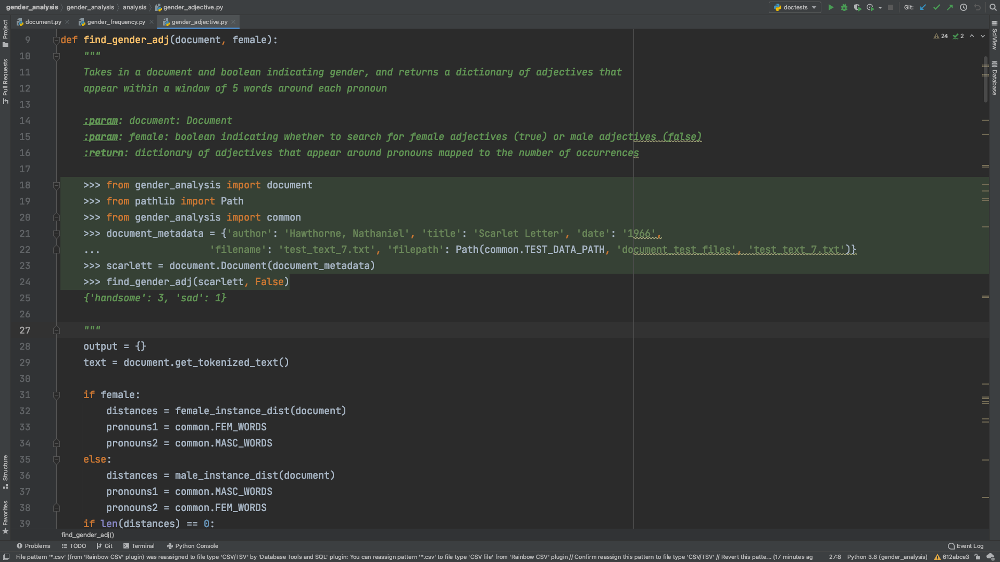 gender_analysis gender_analysis analysis gender_adjective.py doctests Git:
document.py gender_frequency.py gender_adjective.py
24 2
Project
Pull Requests
Structure
Favorites
SciView
Database
9 def find_gender_adj(document, female):
10 """
11 Takes in a document and boolean indicating gender, and returns a dictionary of adjectives that
12 appear within a window of 5 words around each pronoun
13
14 :param: document: Document
15 :param: female: boolean indicating whether to search for female adjectives (true) or male adjectives (false)
16 :return: dictionary of adjectives that appear around pronouns mapped to the number of occurrences
17
18 >>> from gender_analysis import document
19 >>> from pathlib import Path
20 >>> from gender_analysis import common
21 >>> document_metadata = {'author': 'Hawthorne, Nathaniel', 'title': 'Scarlet Letter', 'date': '1966',
22 ... 'filename': 'test_text_7.txt', 'filepath': Path(common.TEST_DATA_PATH, 'document_test_files', 'test_text_7.txt')}
23 >>> scarlett = document.Document(document_metadata)
24 >>> find_gender_adj(scarlett, False)
25 {'handsome': 3, 'sad': 1}
26
27 """
28 output = {}
29 text = document.get_tokenized_text()
30
31 if female:
32 distances = female_instance_dist(document)
33 pronouns1 = common.FEM_WORDS
34 pronouns2 = common.MASC_WORDS
35 else:
36 distances = male_instance_dist(document)
37 pronouns1 = common.MASC_WORDS
38 pronouns2 = common.FEM_WORDS
39 if len(distances) == 0:
find_gender_adj()
Problems TODO Git Terminal Python Console Event Log
File pattern '*.csv' (from 'Rainbow CSV' plugin) was reassigned to file type 'CSV/TSV' by 'Database Tools and SQL' plugin: You can reassign pattern '*.csv' to file type 'CSV file' from 'Rainbow CSV' plugin // Confirm reassign this pattern to file type 'CSV/TSV' // Revert this patte... (17 minutes ag 27:8 Python 3.8 (gender_analysis) 612abce3